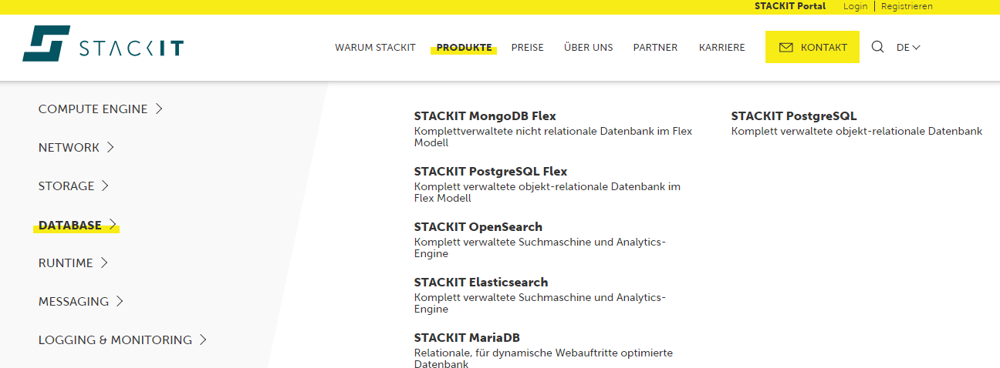 STACKIT Portal Login Registrieren
STACKIT
WARUM STACKIT PRODUKTE PREISE ÜBER UNS PARTNER KARRIERE KONTAKT DE
COMPUTE ENGINE
NETWORK
STORAGE
DATABASE
RUNTIME
MESSAGING
LOGGING & MONITORING
STACKIT MongoDB Flex
Komplettverwaltete nicht relationale Datenbank im Flex
Modell
STACKIT PostgreSQL Flex
Komplett verwaltete objekt-relationale Datenbank im
Flex Modell
STACKIT OpenSearch
Komplett verwaltete Suchmaschine und Analytics-
Engine
STACKIT Elasticsearch
Komplett verwaltete Suchmaschine und Analytics-
Engine
STACKIT MariaDB
Relationale, für dynamische Webauftritte optimierte
Datenbank
STACKIT PostgreSQL
Komplett verwaltete objekt-relationale Datenbank